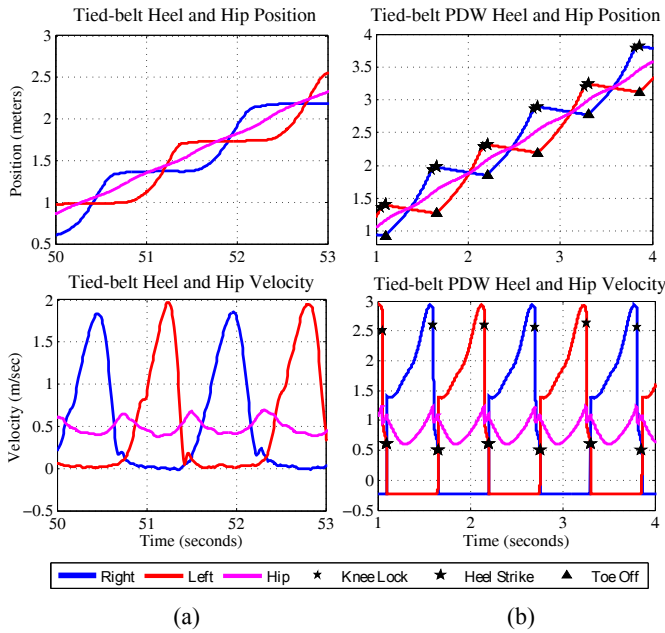 Tied-belt Heel and Hip Position
Tied-belt PDW Heel and Hip Position
Position (meters)
3
2.5
2
1.5
1
0.5
50
51
52
53
4
3.5
3
2.5
2
1.5
1
1
2
3
4
Tied-belt Heel and Hip Velocity
Tied-belt PDW Heel and Hip Velocity
Velocity (m/sec)
2
1.5
1
0.5
0
−0.5
50
51
52
53
Time (seconds)
3
2.5
2
1.5
1
0.5
0
−0.5
1
2
3
4
Time (seconds)
Right
Left
Hip
Knee Lock
Heel Strike
Toe Off
(a)
(b)